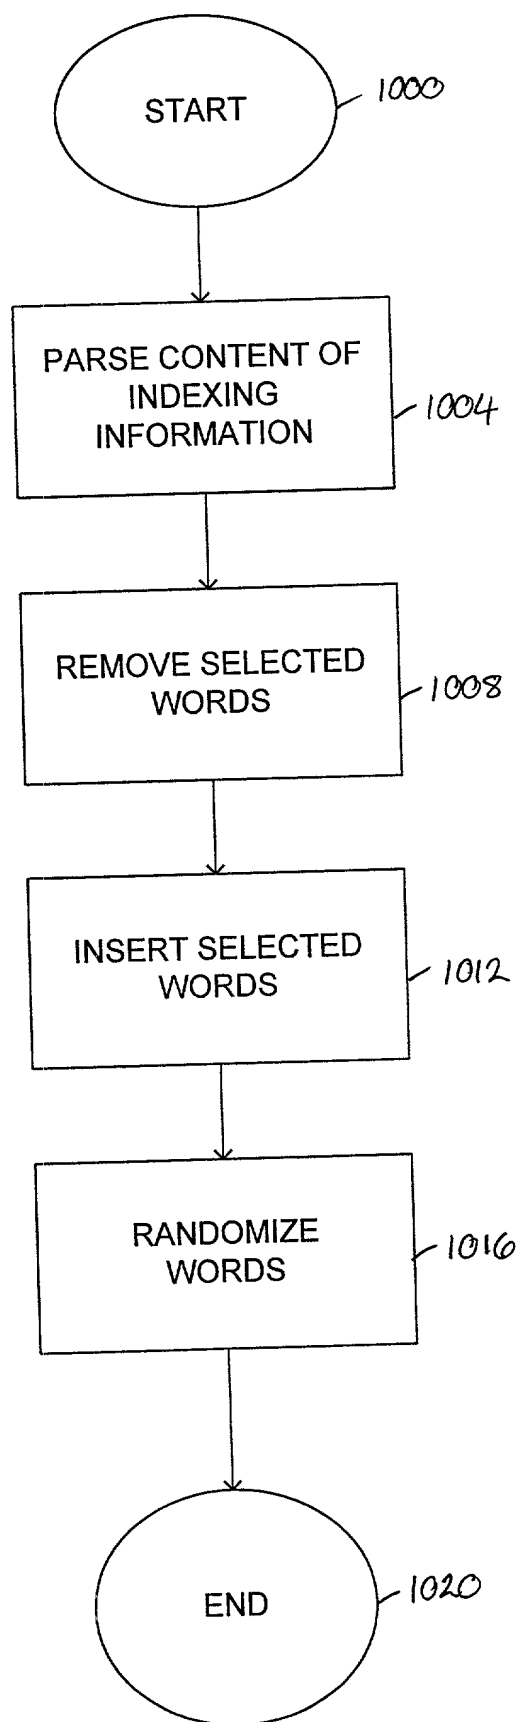 START
1000
PARSE CONTENT OF
INDEXING
INFORMATION
1004
REMOVE SELECTED
WORDS
1008
INSERT SELECTED
WORDS
1012
RANDOMIZE
WORDS
1016
END
1020